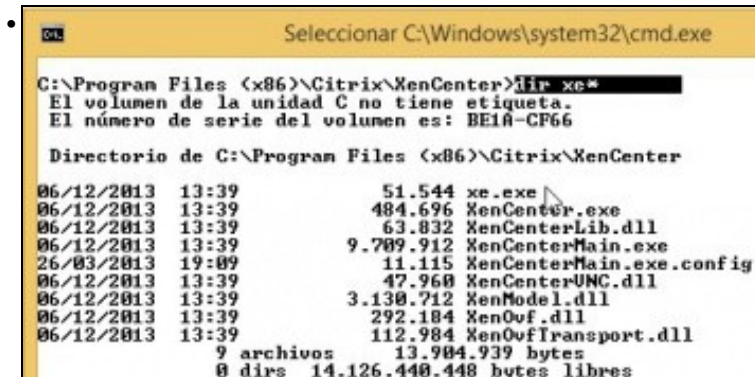 Seleccionar C:\Windows\system32\cmd.exe
C:\Program Files (x86)\Citrix\XenCenter>dir xe*
El volumen de la unidad C no tiene etiqueta.
El número de serie del volumen es: BE1A-CF66
Directorio de C:\Program Files (x86)\Citrix\XenCenter
06/12/2013 13:39 51.544 xe.exe
06/12/2013 13:39 484.696 XenCenter.exe
06/12/2013 13:39 63.832 XenCenterLib.dll
06/12/2013 13:39 9.709.912 XenCenterMain.exe
26/03/2013 19:09 11.115 XenCenterMain.exe.config
06/12/2013 13:39 47.960 XenCenterVNC.dll
06/12/2013 13:39 3.130.712 XenModel.dll
06/12/2013 13:39 292.184 XenOvf.dll
06/12/2013 13:39 112.984 XenOvfTransport.dll
9 archivos 13.904.939 bytes
0 dirs 14.126.440.448 bytes libres